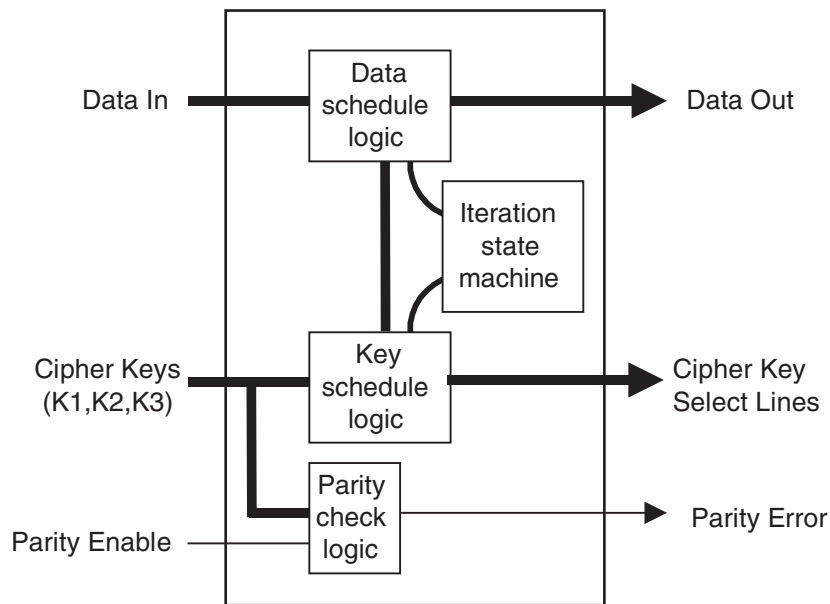 Data In
Data
schedule
logic
Data Out
Iteration
state
machine
Cipher Keys
(K1,K2,K3)
Key
schedule
logic
Cipher Key
Select Lines
Parity Enable
Parity
check
logic
Parity Error